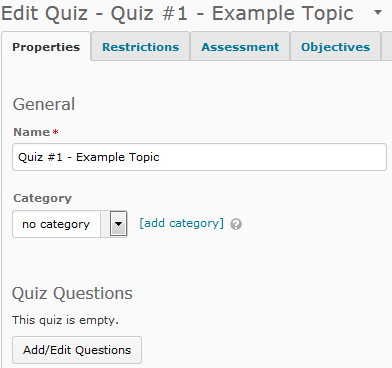 Edit Quiz - Quiz #1 - Example Topic
Properties Restrictions Assessment Objectives
General
Name *
Quiz #1 - Example Topic
Category
no category [add category] ?
Quiz Questions
This quiz is empty.
Add/Edit Questions